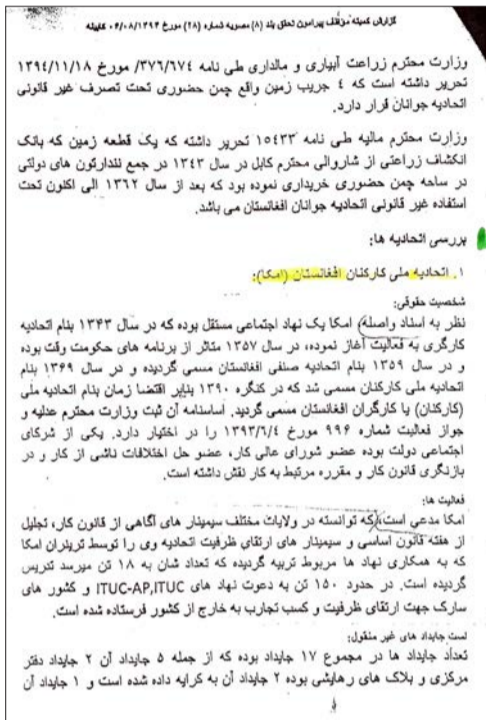 گزارش کمیته مؤظف پیرامون تحقق بند (۸) مصوبه شماره (۲۸) مورخ ۰۴/۰۸/۱۳۹۴ کابینه
وزارت محترم زراعت آبیاری و مالداری طی نامه ۳۷۶/۶۷٤/ مورخ ۱۳۹٤/۱۱/۱۸
تحریر داشته است که ٤ جریب زمین واقع چمن حضوری تحت تصرف غیر قانونی
اتحادیه جوانان قرار دارد.
وزارت محترم مالیه طی نامه ۱۵٤۳۳ تحریر داشته که یک قطعه زمین که بانک
انکشاف زراعتی از شاروالی محترم کابل در سال ۱۳٤۳ در جمع نندارتون های دولتی
در ساحه چمن حضوری خریداری نموده بود که بعد از سال ۱۳٦۲ الی اکنون تحت
استفاده غیر قانونی اتحادیه جوانان افغانستان می باشد.
بررسی اتحادیه ها:
۱. اتحادیه ملی کارکنان افغانستان (امکا):
شخصیت حقوقی:
نظر به اسناد واصله، امکا یک نهاد اجتماعی مستقل بوده که در سال ۱۳۴۳ بنام اتحادیه
کارگری به فعالیت آغاز نموده، در سال ۱۳۵۷ متاثر از برنامه های حکومت وقت بوده
و در سال ۱۳۵۹ بنام اتحادیه صنفی افغانستان مسمی گردیده و در سال ۱۳۶۹ بنام
اتحادیه ملی کارکنان مسمی شد که در کنگره ۱۳۹۰ بنابر اقتضا زمان بنام اتحادیه ملی
(کارکنان) یا کارگران افغانستان مسمی گردید. اساسنامه آن ثبت وزارت محترم عدلیه و
جواز فعالیت شماره ۹۹۶ مورخ ۱۳۹۳/٦/٤ را در اختیار دارد. یکی از شرکای
اجتماعی دولت بوده عضو شورای عالی کار، عضو حل اختلافات ناشی از کار و در
بازنگری قانون کار و مقرره مرتبط به کار نقش داشته است.
فعالیت ها:
امکا مدعی است، که توانسته در ولایات مختلف سیمینار های آگاهی از قانون کار، تجلیل
از هفته قانون اساسی و سیمینار های ارتقای ظرفیت اتحادیه وی را توسط ترینران امکا
که به همکاری نهاد ها مربوط تربیه گردیده که تعداد شان به ۱۸ تن میرسد تدریس
گردیده است. در حدود ۱۵۰ تن به دعوت نهاد های ITUC-AP,ITUC و کشور های
سارک جهت ارتقای ظرفیت و کسب تجارب به خارج از کشور فرستاده شده است.
لست جایداد های غیر منقول:
تعداد جایداد ها در مجموع ۱۷ جایداد بوده که از جمله ۵ جایداد آن ۲ جایداد دفتر
مرکزی و بلاک های رهایشی بوده ۲ جایداد آن به کرایه داده شده است و ۱ جایداد آن